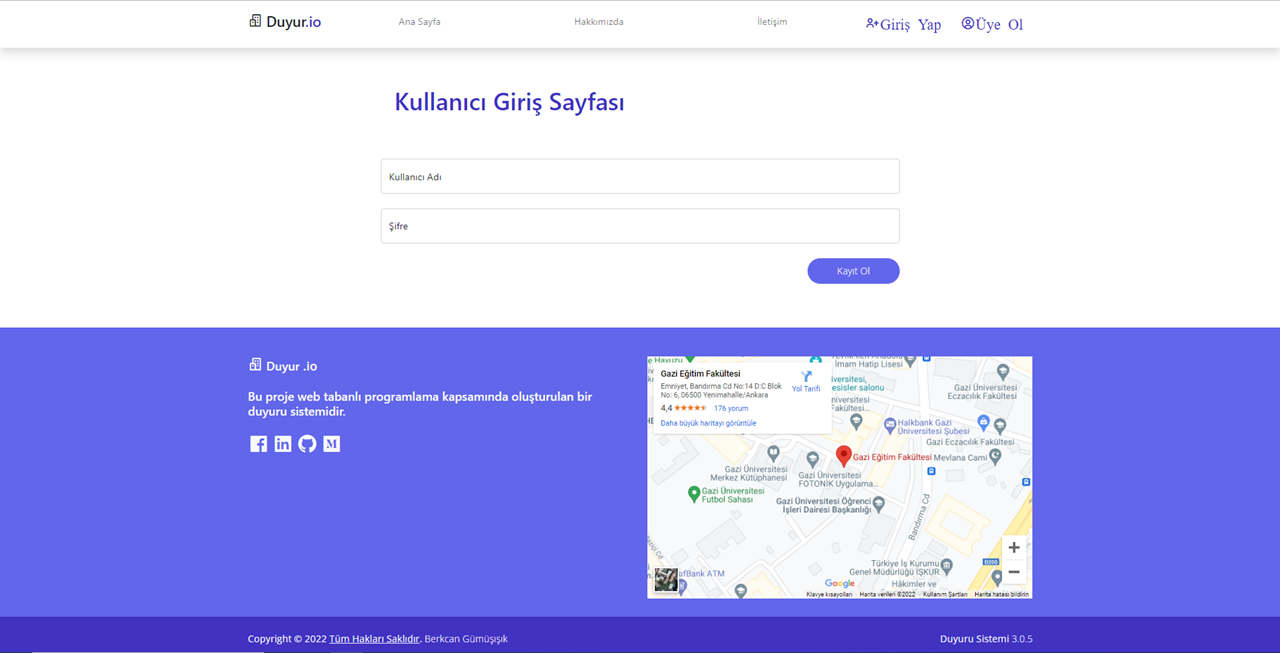 Duyur.io
Ana Sayfa
Hakkımızda
İletişim
Giriş Yap
Üye Ol
Kullanıcı Giriş Sayfası
Kullanıcı Adı
Şifre
Kayıt Ol
Duyur .io
Bu proje web tabanlı programlama kapsamında oluşturulan bir
duyuru sistemidir.
Gazi Eğitim Fakültesi
Emniyet, Bandırma Cd No:14 D:C Blok
No: 6, 06500 Yenimahalle/Ankara
4,4
176 yorum
Daha büyük haritayı görüntüle
Yol Tarifi
İmam Hatip Lisesi
Gazi Üniversitesi
Eczacılık Fakültesi
Halkbank Gazi
Üniversitesi Şubesi
Gazi Eczacılık Fakültesi
Gazi Eğitim Fakültesi
Mevlana Cami
Gazi Üniversitesi
Merkez Kütüphanesi
Gazi Üniversitesi
FOTONİK Uygulama...
Gazi Üniversitesi
Futbol Sahası
Gazi Üniversitesi Öğrenci
İşleri Dairesi Başkanlığı
Bandırma Cd
Türkiye İş Kurumu
Genel Müdürlüğü İŞKUR
D200
Hâkimler ve
Google
Klavye kısayolları
Harita verileri ©2022
Kullanım Şartları
Harita hatası bildirin
Copyright © 2022 Tüm Hakları Saklıdır. Berkcan Gümüşışık
Duyuru Sistemi 3.0.5